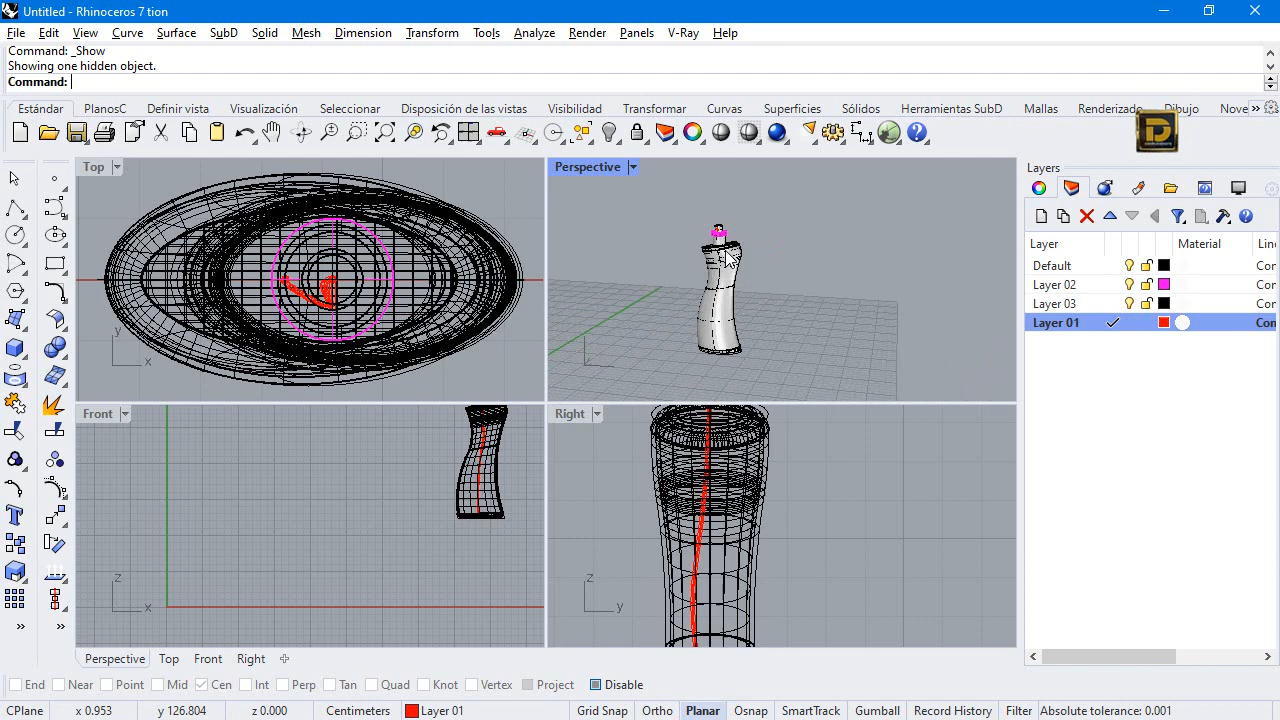 Untitled - Rhinoceros 7 tion
File Edit View Curve Surface SubD Solid Mesh Dimension Transform Tools Analyze Render Panels V-Ray Help
Command: _Show
Showing one hidden object.
Command:
Estándar PlanosC Definir vista Visualización Seleccionar Disposición de las vistas Visibilidad Transformar Curvas Superficies Sólidos Herramientas SubD Mallas Renderizado Dibujo Nove »
Layers
Top
Perspective
Layer Material Line
Default
Layer 02
Layer 03
Layer 01 Con
y
x
Front
Right
z
x
z
y
Perspective Top Front Right
End Near Point Mid Cen Int Perp Tan Quad Knot Vertex Project Disable
CPlane x 0.953 y 126.804 z 0.000 Centimeters Layer 01 Grid Snap Ortho Planar Osnap SmartTrack Gumball Record History Filter Absolute tolerance: 0.001